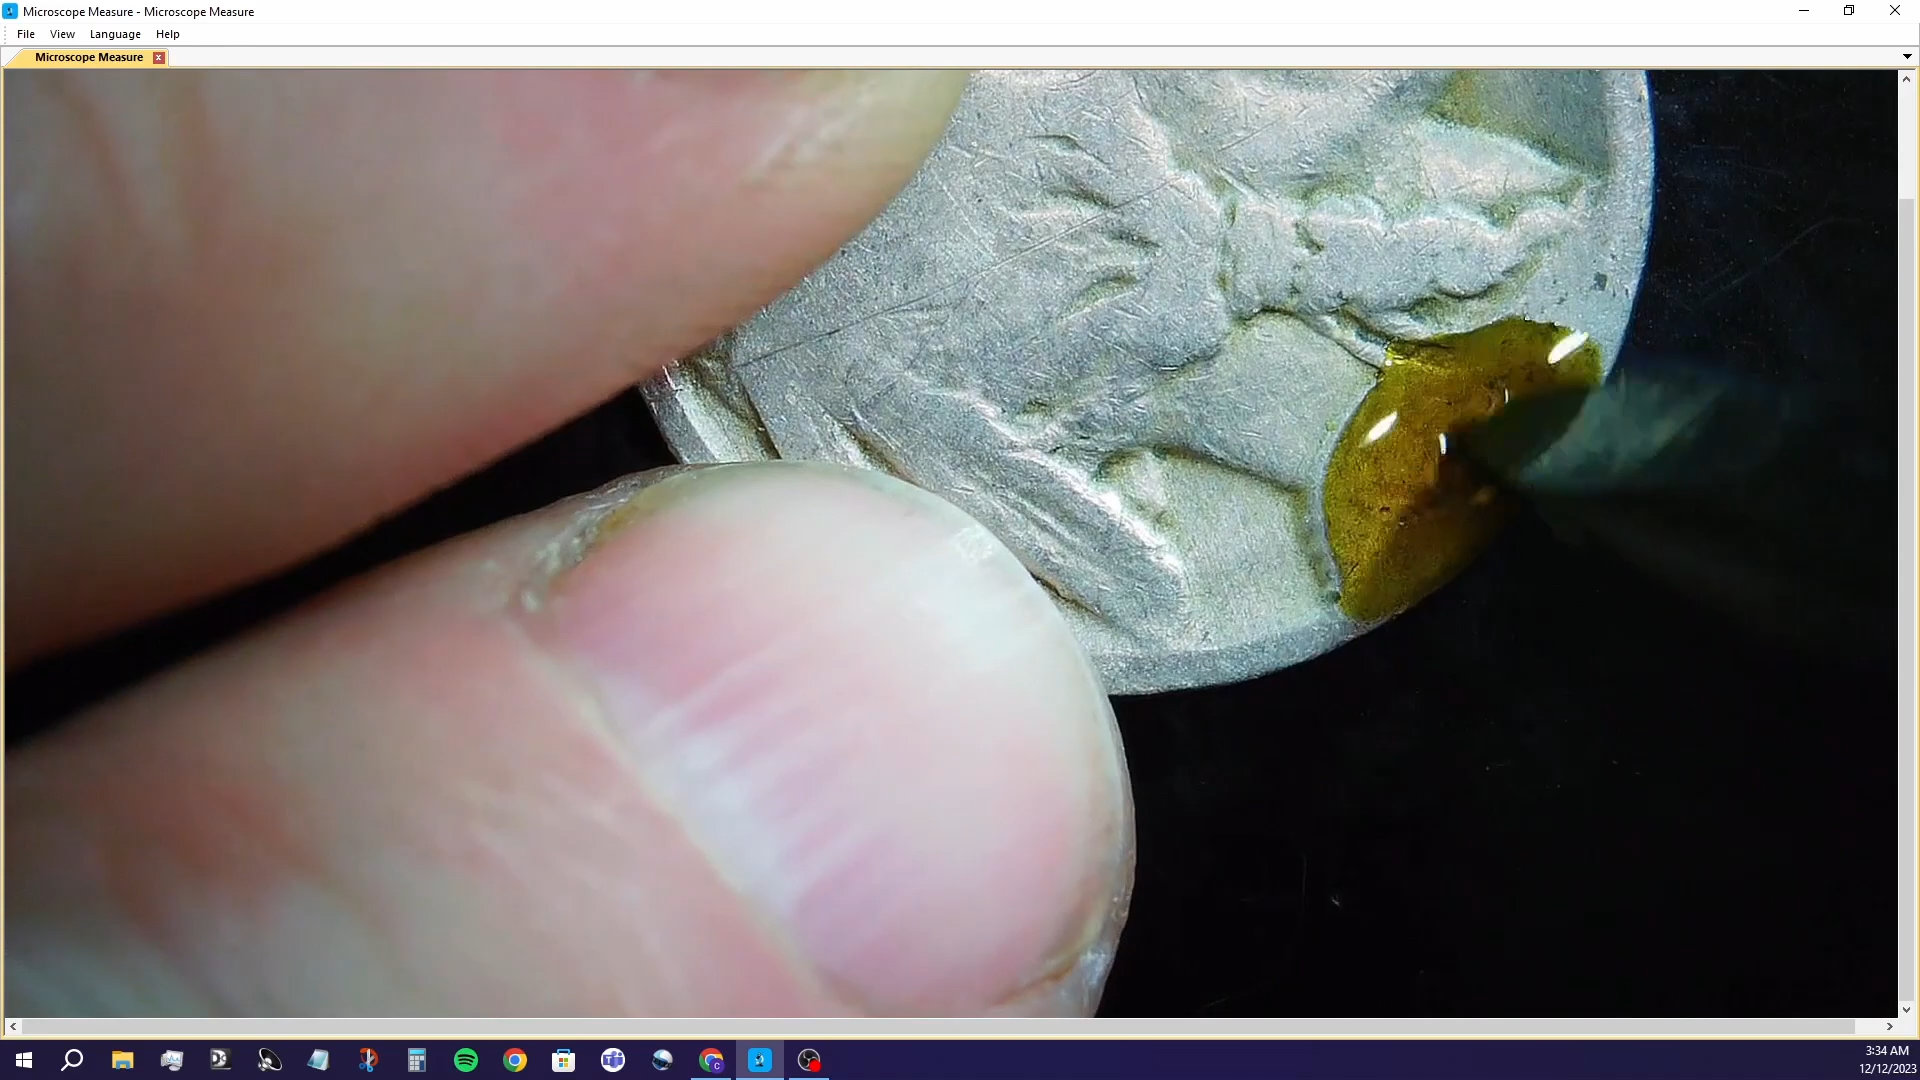 Microscope Measure - Microscope Measure
File View Language Help
Microscope Measure
3:34 AM
12/12/2023